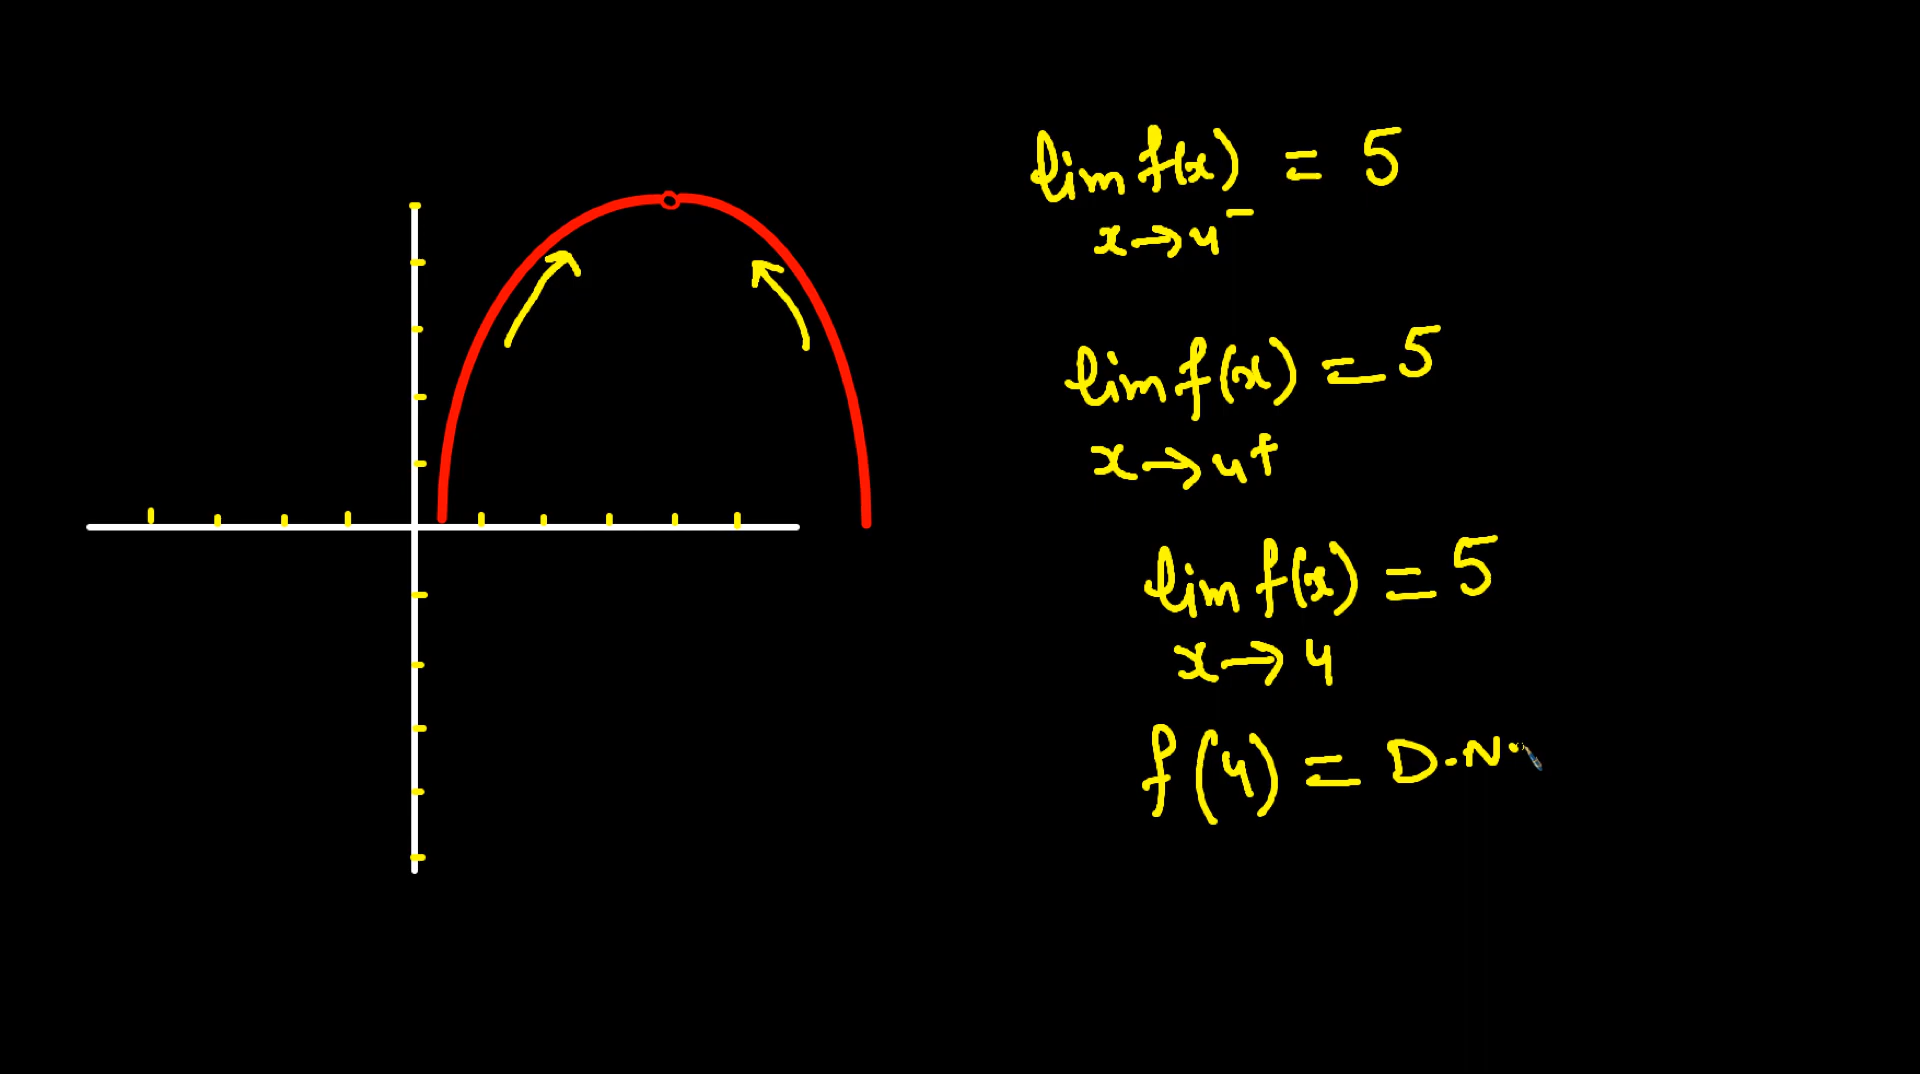 lim f(x) = 5
x→4⁻
lim f(x) = 5
x→4⁺
lim f(x) = 5
x→4
f(4) = D.N.